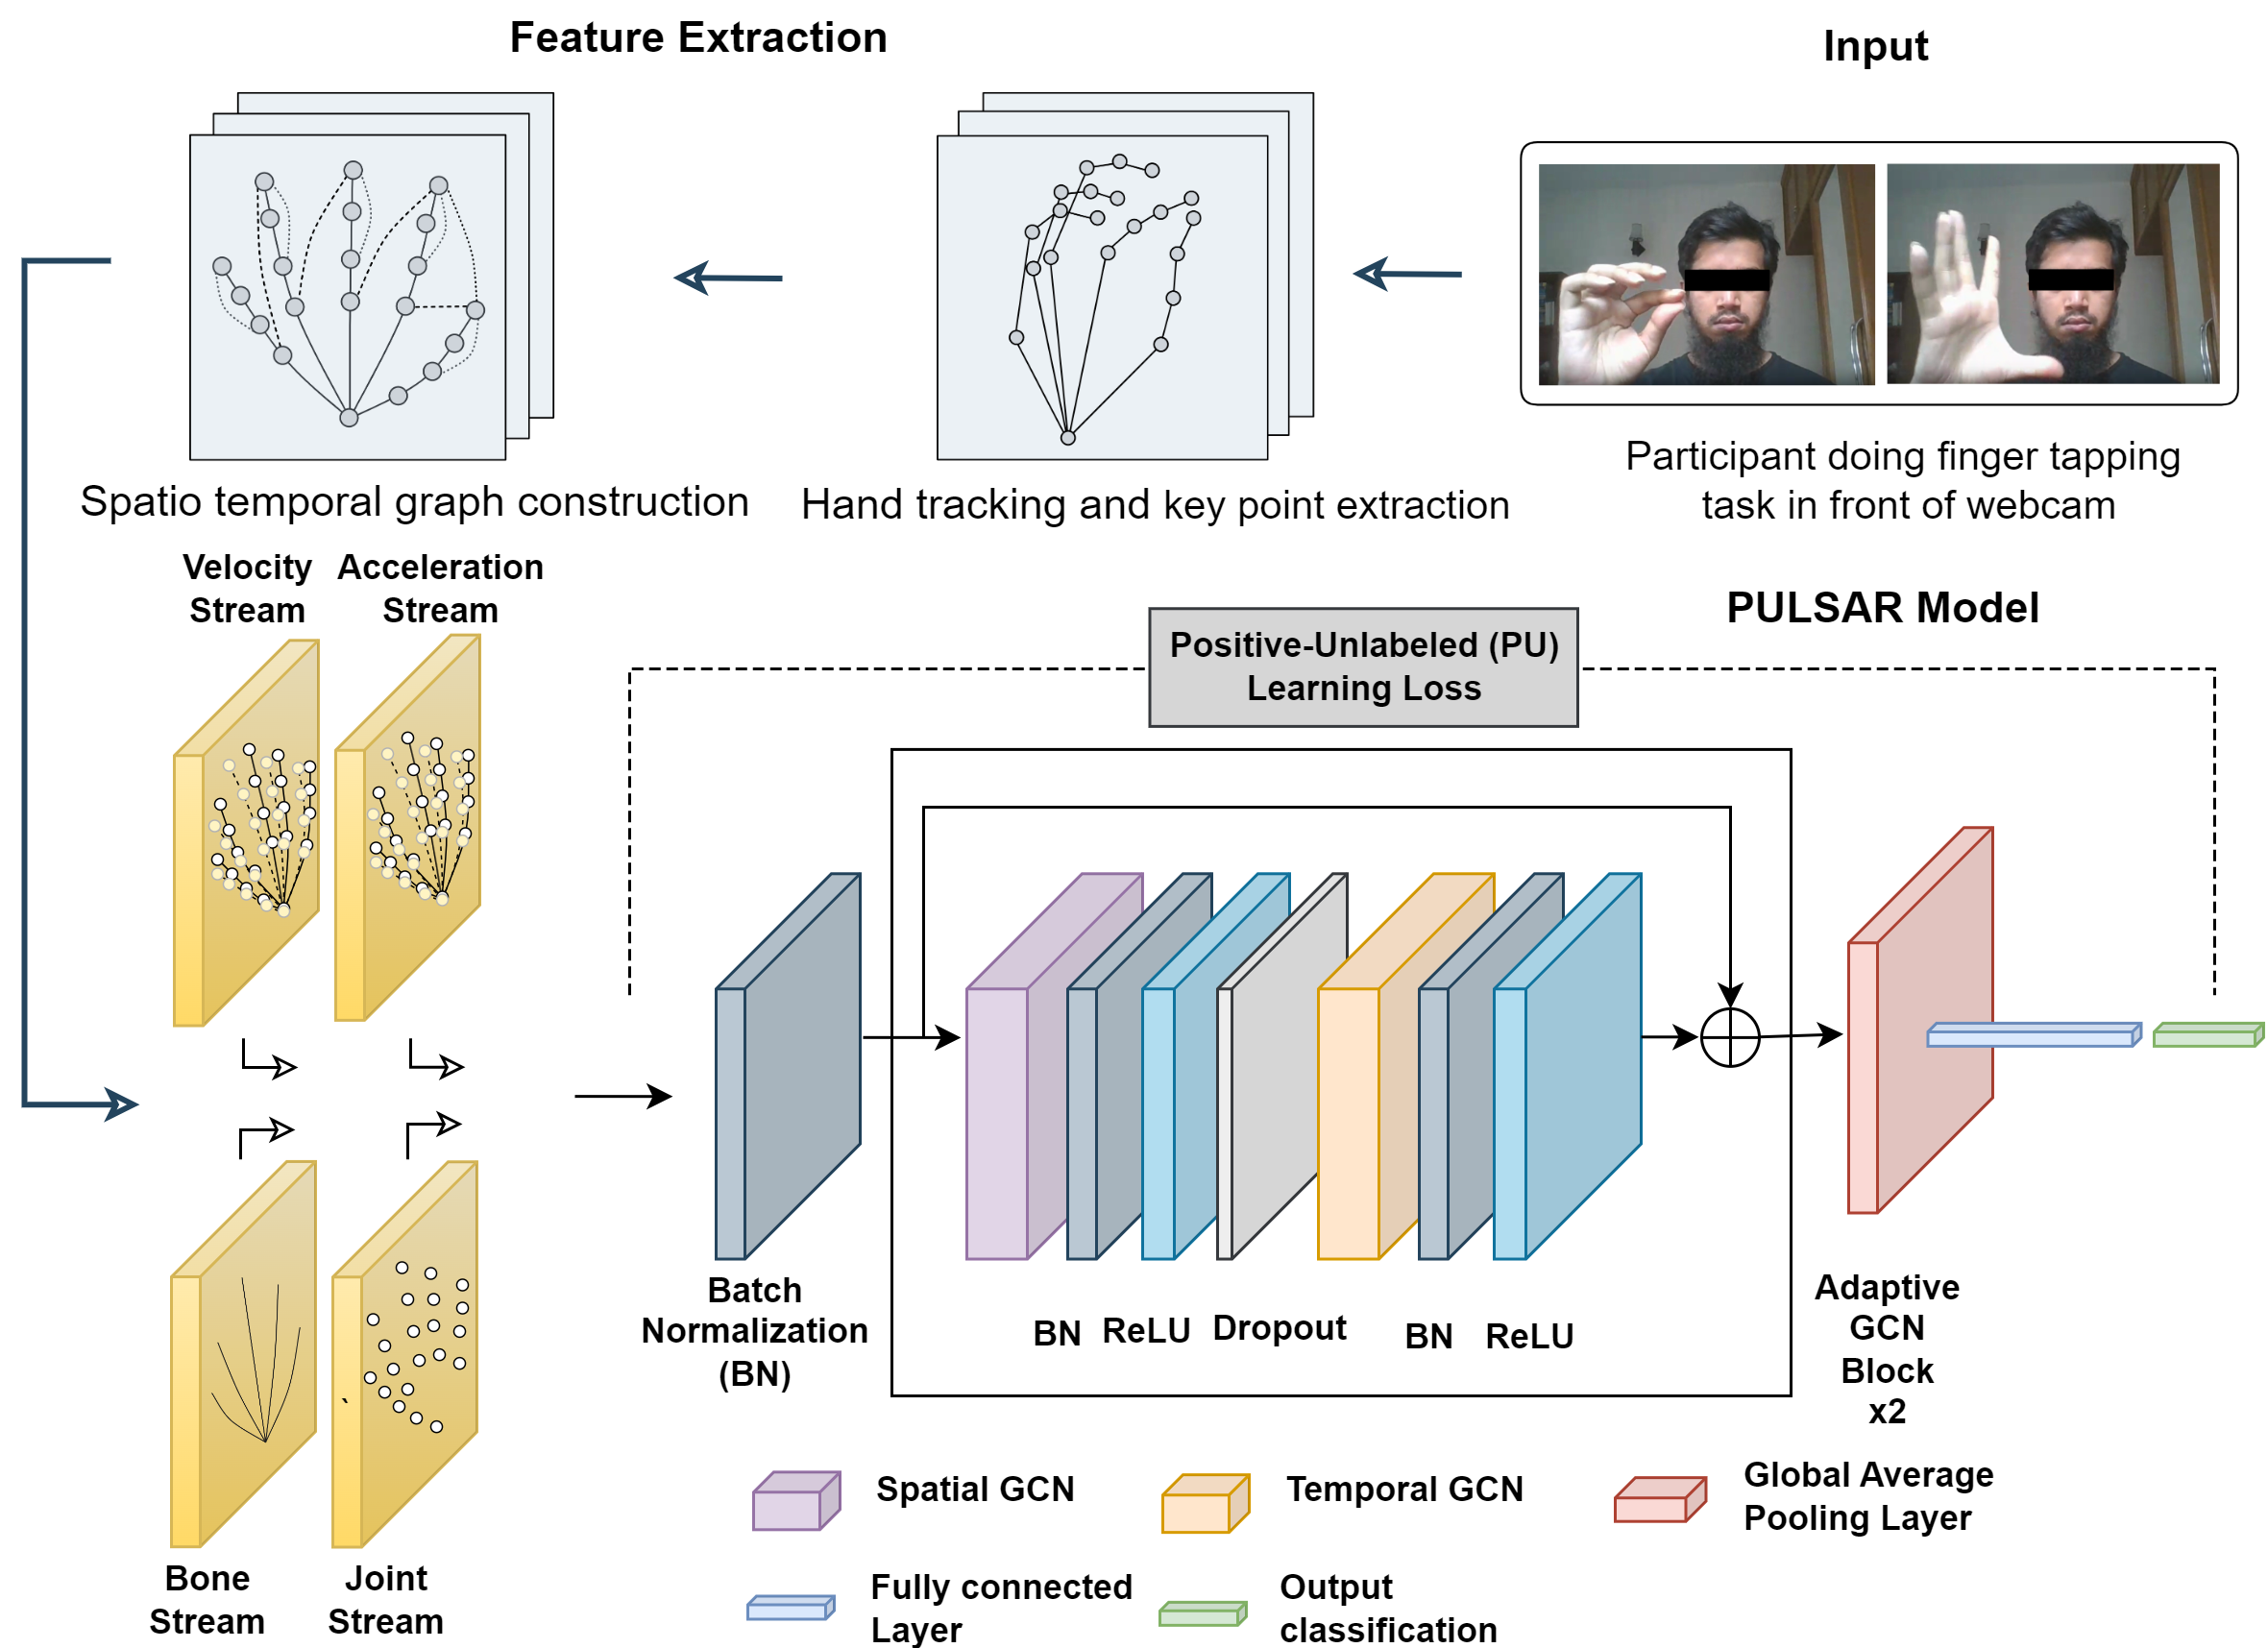 Feature Extraction
Input
Spatio temporal graph construction
Hand tracking and key point extraction
Participant doing finger tapping
task in front of webcam
Velocity
Stream
Acceleration
Stream
PULSAR Model
Positive-Unlabeled (PU)
Learning Loss
Batch
Normalization
(BN)
BN
ReLU
Dropout
BN
ReLU
Adaptive
GCN
Block
x2
`
Bone
Stream
Joint
Stream
Spatial GCN
Temporal GCN
Global Average
Pooling Layer
Fully connected
Layer
Output
classification